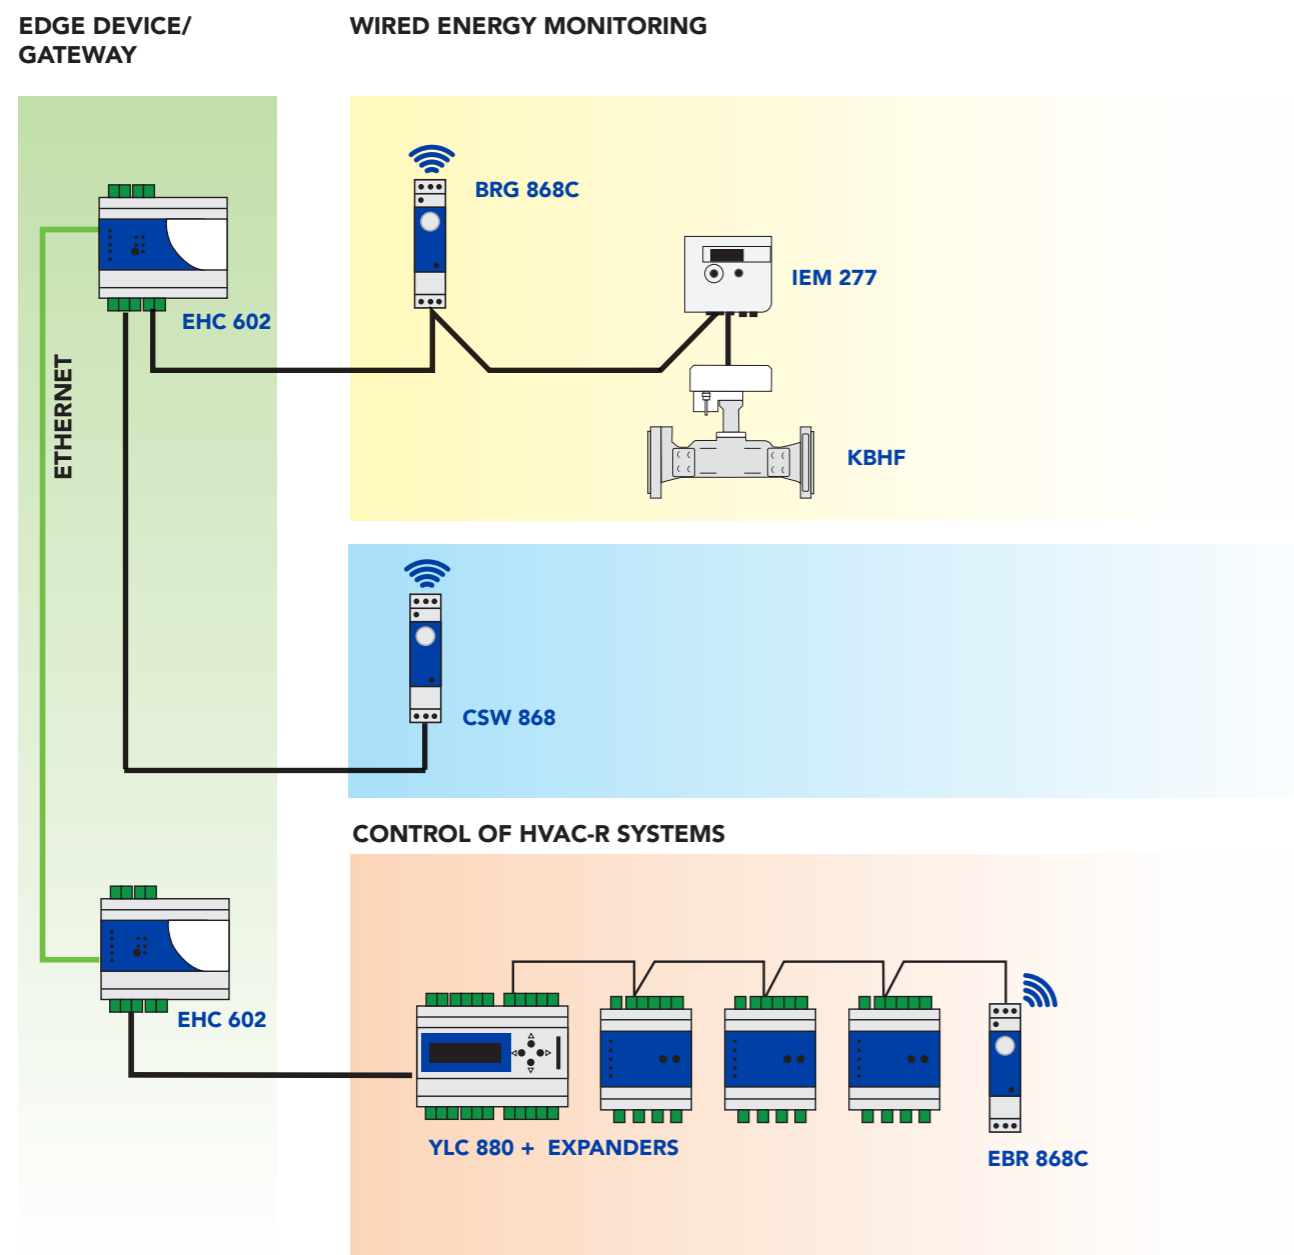 EDGE DEVICE/
GATEWAY
WIRED ENERGY MONITORING
BRG 868C
IEM 277
EHC 602
ETHERNET
KBHF
CSW 868
CONTROL OF HVAC-R SYSTEMS
EHC 602
YLC 880 + EXPANDERS
EBR 868C